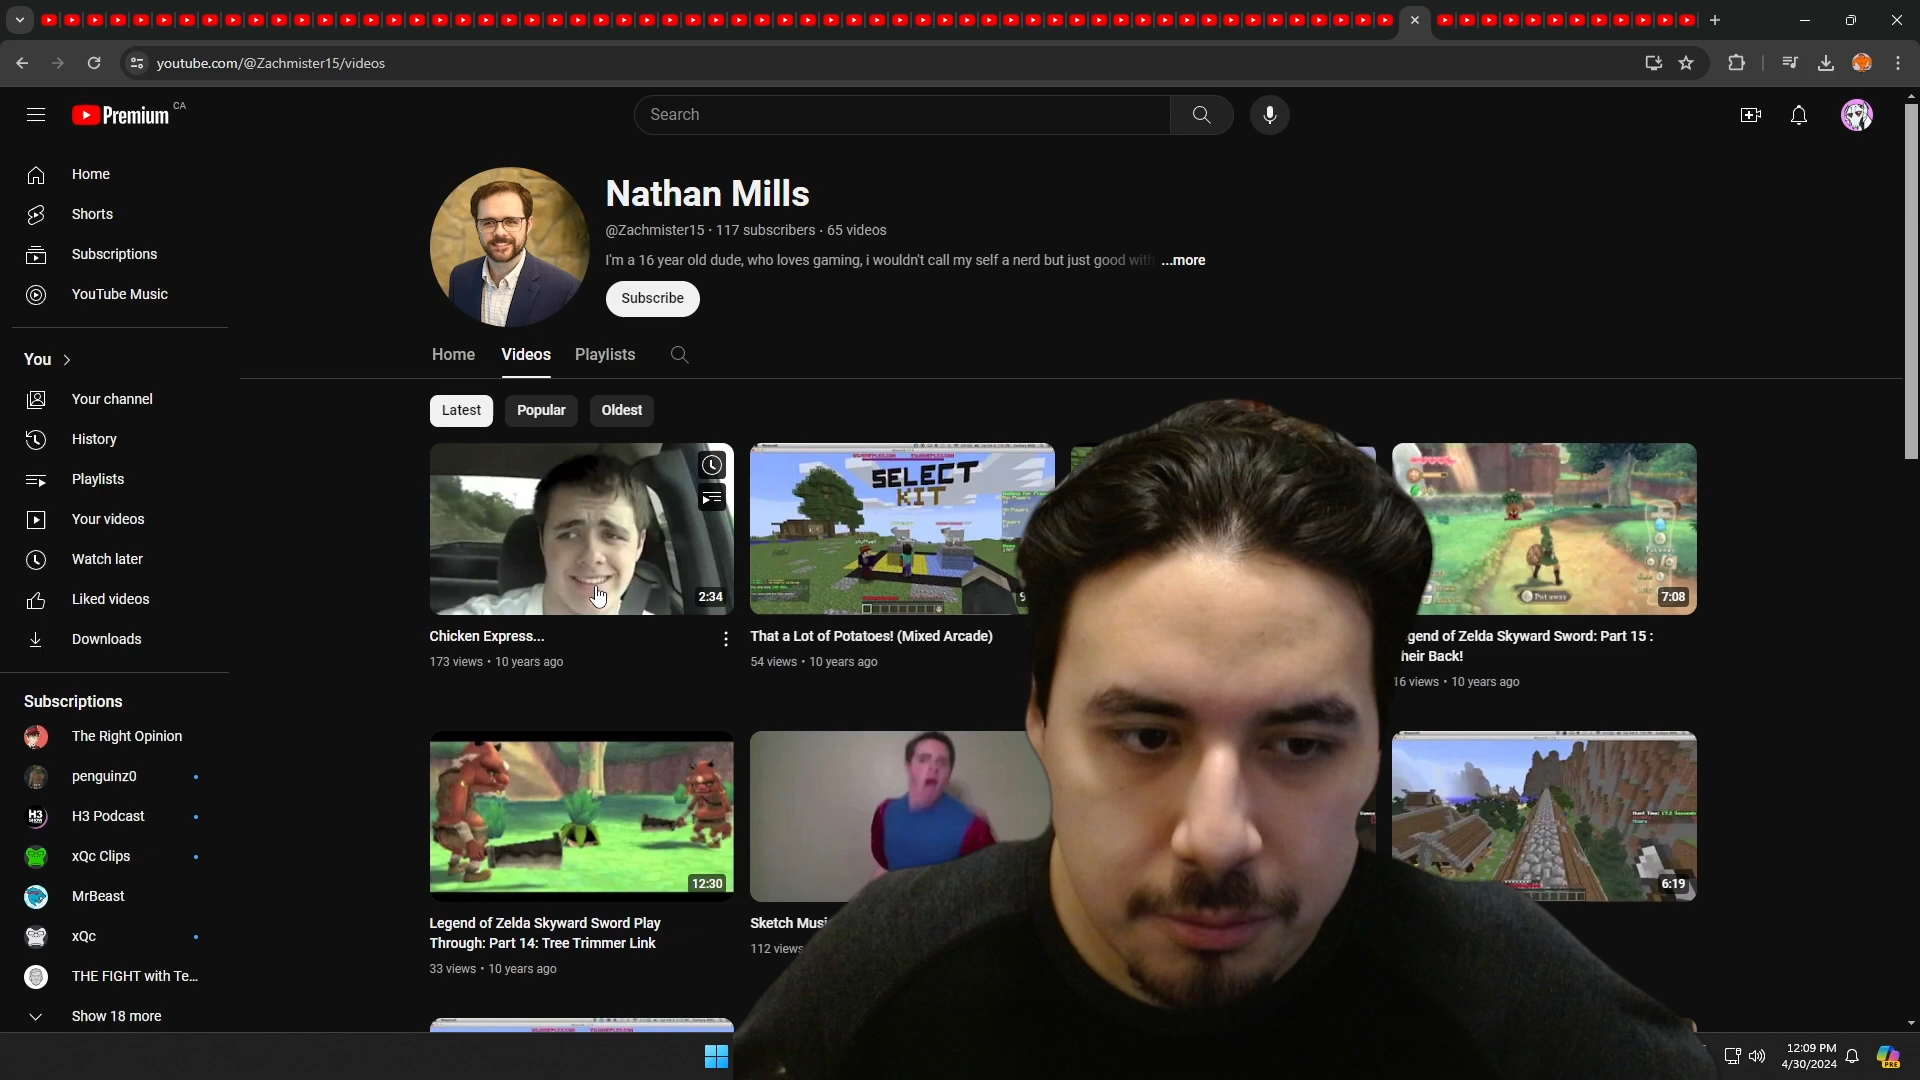 youtube.com/@Zachmister15/videos
Premium CA
Search
Home
Shorts
Subscriptions
YouTube Music
You
Your channel
History
Playlists
Your videos
Watch later
Liked videos
Downloads
Subscriptions
The Right Opinion
penguinz0
H3 Podcast
xQc Clips
MrBeast
xQc
THE FIGHT with Te...
Show 18 more
Nathan Mills
@Zachmister15 · 117 subscribers · 65 videos
I'm a 16 year old dude, who loves gaming, i wouldn't call my self a nerd but just good with ...more
Subscribe
Home Videos Playlists
Latest Popular Oldest
2:34
Chicken Express...
173 views • 10 years ago
SELECT
KIT
That a Lot of Potatoes! (Mixed Arcade)
54 views • 10 years ago
Put away
7:08
gend of Zelda Skyward Sword: Part 15 :
heir Back!
16 views • 10 years ago
12:30
Legend of Zelda Skyward Sword Play
Through: Part 14: Tree Trimmer Link
33 views • 10 years ago
Sketch Musi
112 views
6:19
12:09 PM
4/30/2024
PRE